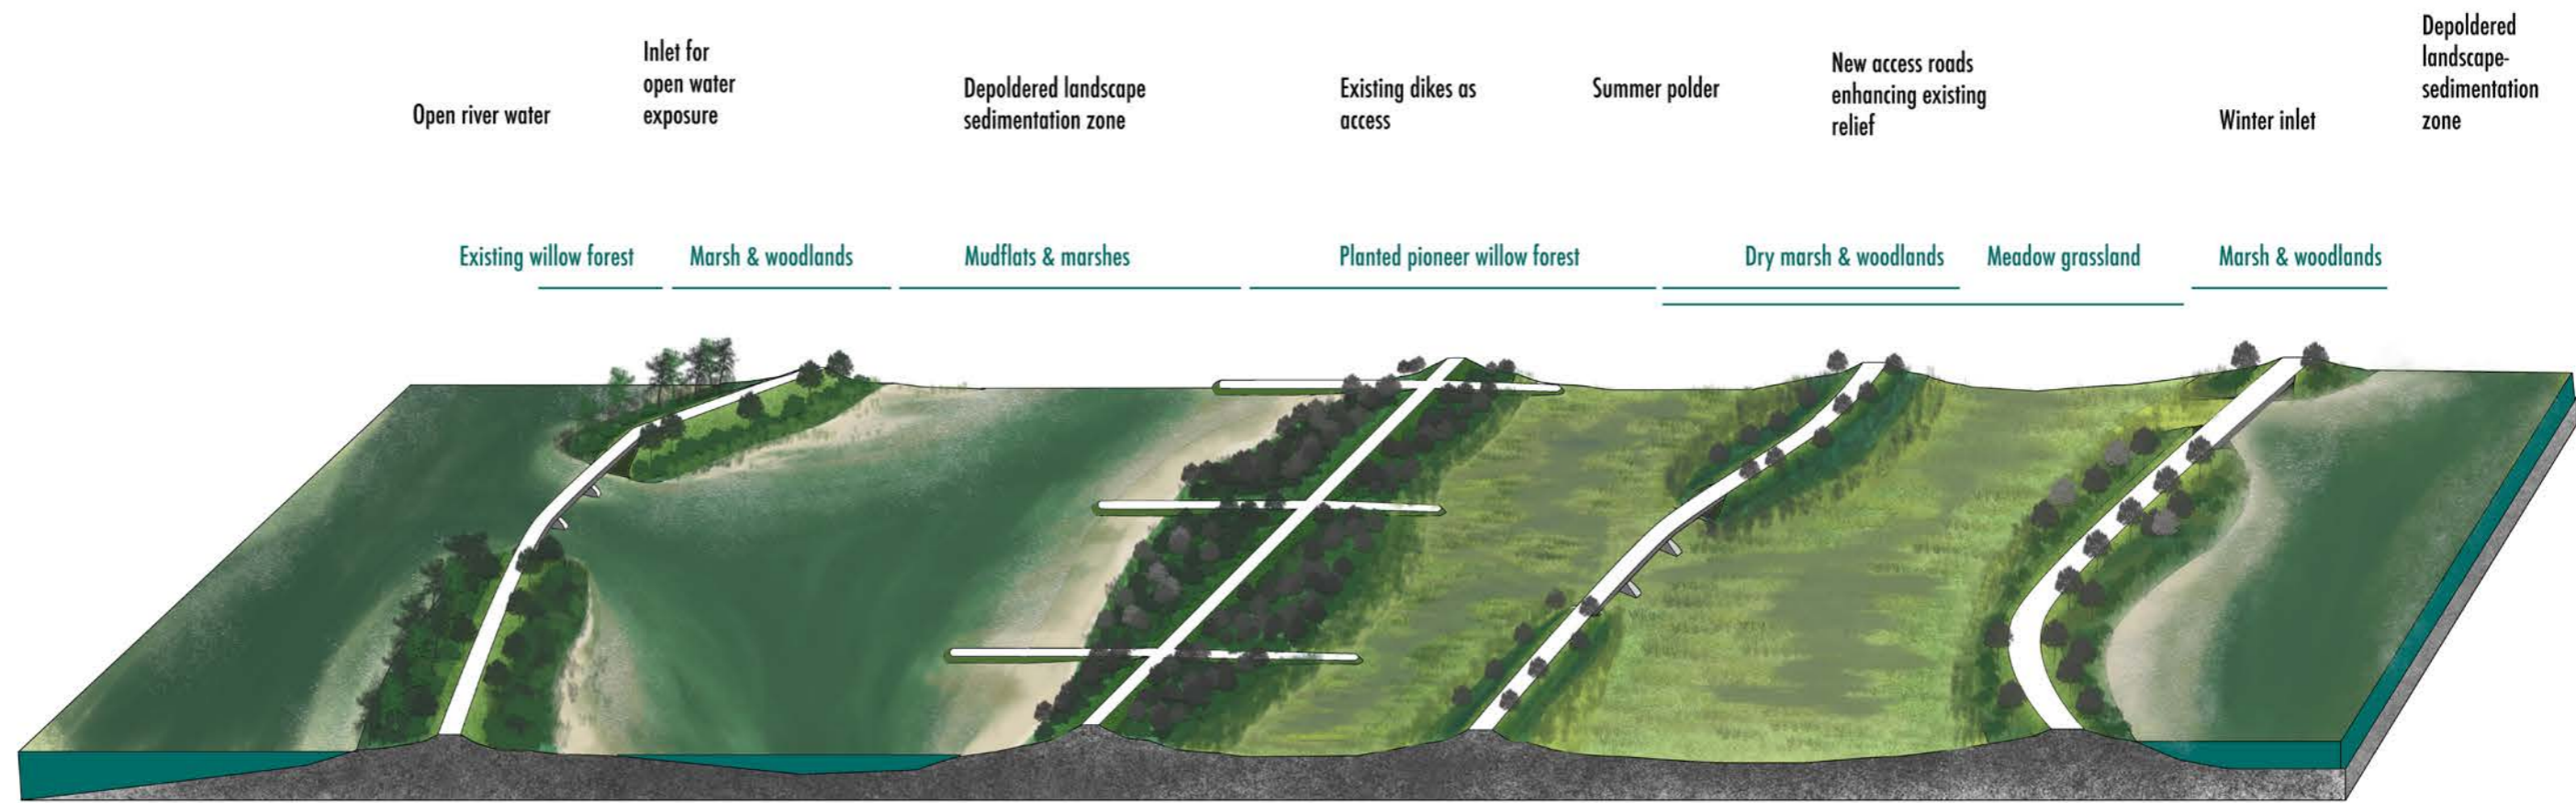 Open river water
Inlet for
open water
exposure
Depoldered landscape
sedimentation zone
Existing dikes as
access
Summer polder
New access roads
enhancing existing
relief
Winter inlet
Depoldered
landscape-
sedimentation
zone
Existing willow forest
Marsh & woodlands
Mudflats & marshes
Planted pioneer willow forest
Dry marsh & woodlands
Meadow grassland
Marsh & woodlands